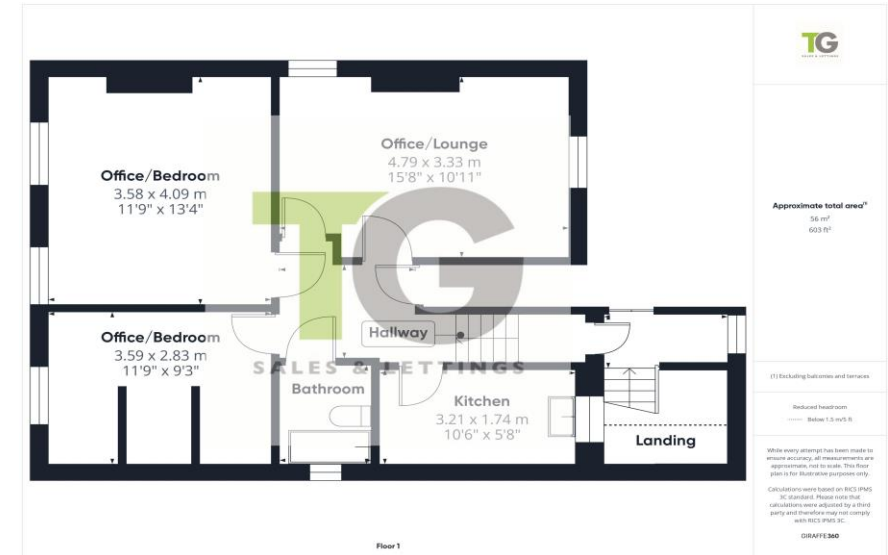 Office/Bedroom
3.58 x 4.09 m
11'9" x 13'4"
Office/Lounge
4.79 x 3.33 m
15'8" x 10'11"
Office/Bedroom
3.59 x 2.83 m
11'9" x 9'3"
Hallway
Bathroom
Kitchen
3.21 x 1.74 m
10'6" x 5'8"
Landing
TG
SALES & LETTINGS
Floor 1
TG
SALES & LETTINGS
Approximate total area⁽¹⁾
56 m²
603 ft²
(1) Excluding balconies and terraces
Reduced headroom
Below 1.5 m/5 ft
While every attempt has been made to
ensure accuracy, all measurements are
approximate, not to scale. This floor
plan is for illustrative purposes only.
Calculations were based on RICS IPMS
3C standard. Please note that
calculations were adjusted by a third
party and therefore may not comply
with RICS IPMS 3C.
GIRAFFE360